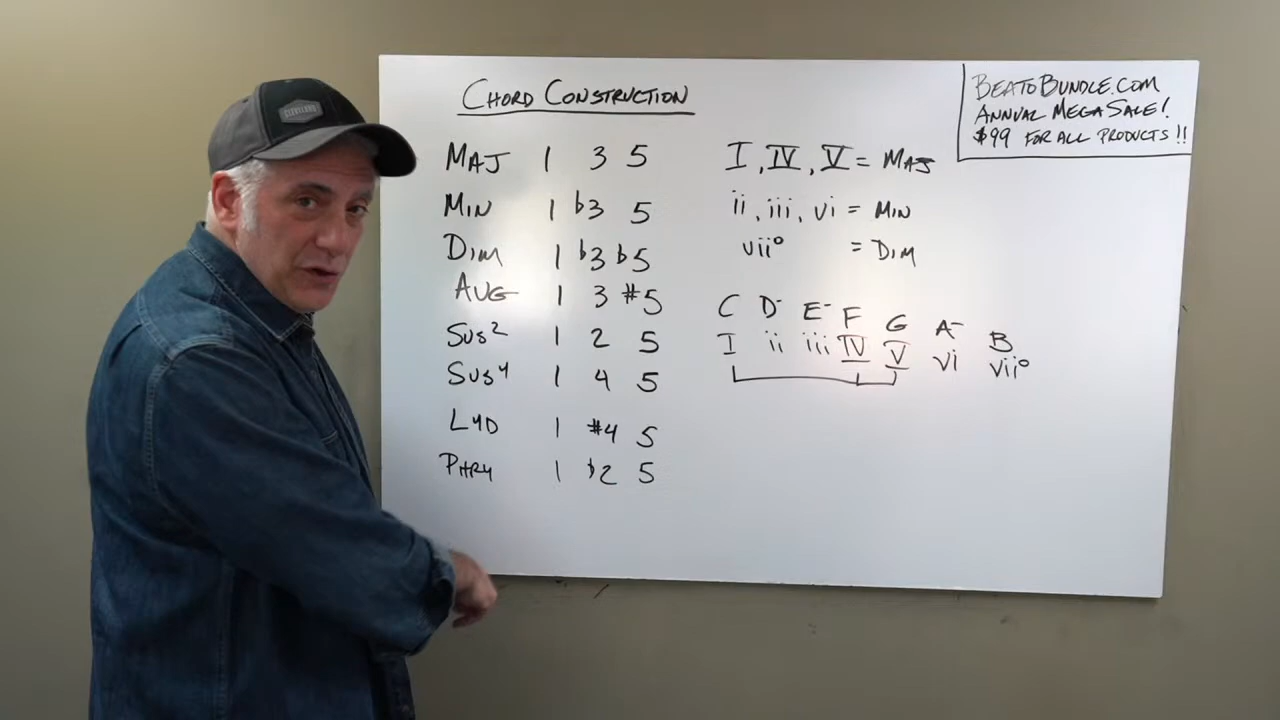 CHORD CONSTRUCTION
MAJ 1 3 5
MIN 1 b3 5
DIM 1 b3 b5
AUG 1 3 #5
SUS2 1 2 5
SUS4 1 4 5
LYD 1 #4 5
PHRY 1 b2 5
I, IV, V = MAJ
ii, iii, vi = MIN
vii° = DIM
C D- E- F G A- B
I ii iii IV V vi vii°
BEATOBUNDLE.COM
ANNUAL MEGA SALE!
$99 FOR ALL PRODUCTS!!